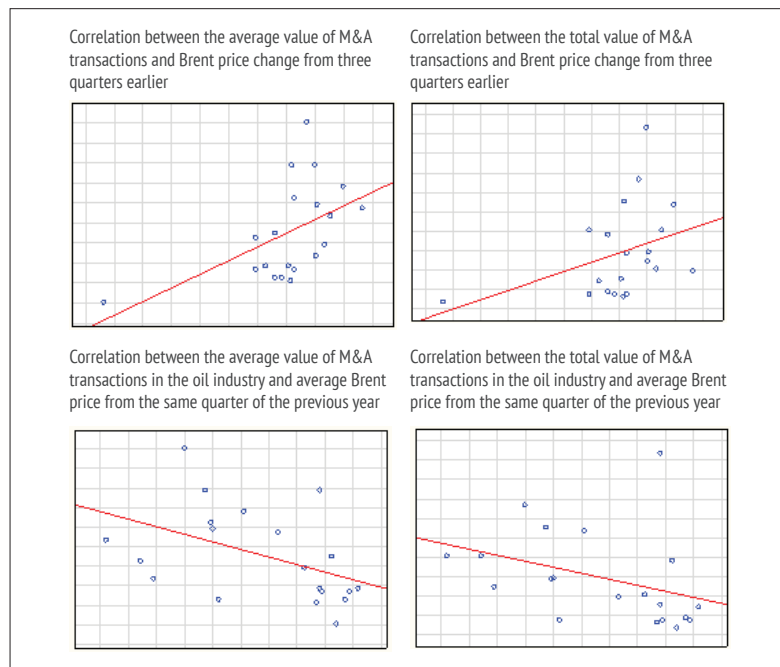 Correlation between the average value of M&A
transactions and Brent price change from three
quarters earlier
Correlation between the total value of M&A
transactions and Brent price change from three
quarters earlier
Correlation between the average value of M&A
transactions in the oil industry and average Brent
price from the same quarter of the previous year
Correlation between the total value of M&A
transactions in the oil industry and average Brent
price from the same quarter of the previous year